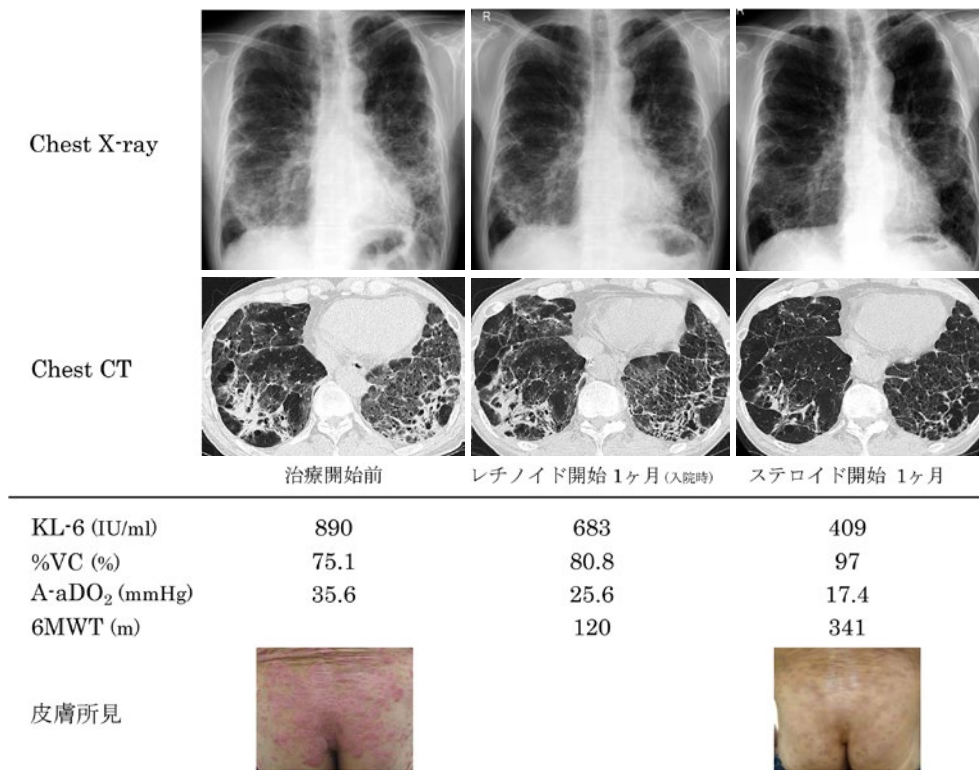 R
Chest X-ray
Chest CT
治療開始前 レチノイド開始 1ヶ月 (入院時) ステロイド開始 1ヶ月
KL-6 (IU/ml) 890 683 409
%VC (%) 75.1 80.8 97
A-aDO₂ (mmHg) 35.6 25.6 17.4
6MWT (m) 120 341
皮膚所見